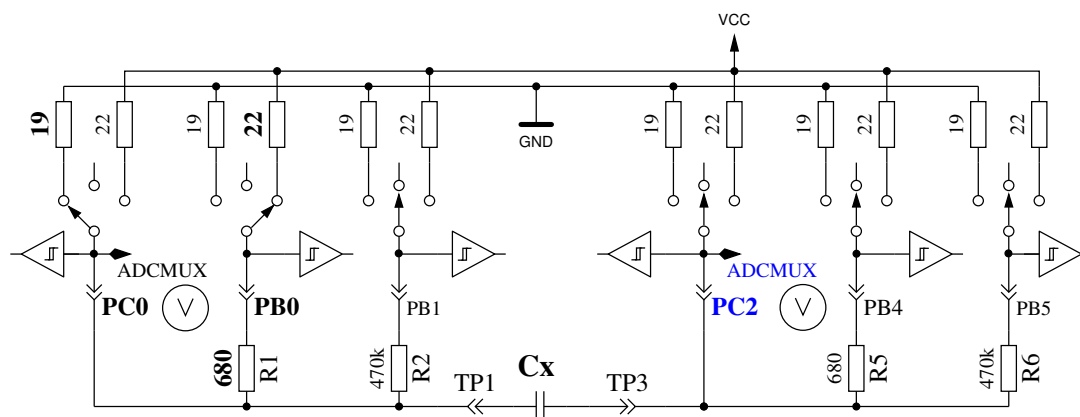 VCC
19
22
19
22
19
22
GND
19
22
19
22
19
22
ADCMUX
ADCMUX
PC0
V
PB0
PB1
PC2
V
PB4
PB5
680
R1
470k
R2
680
R5
470k
R6
TP1
Cx
TP3